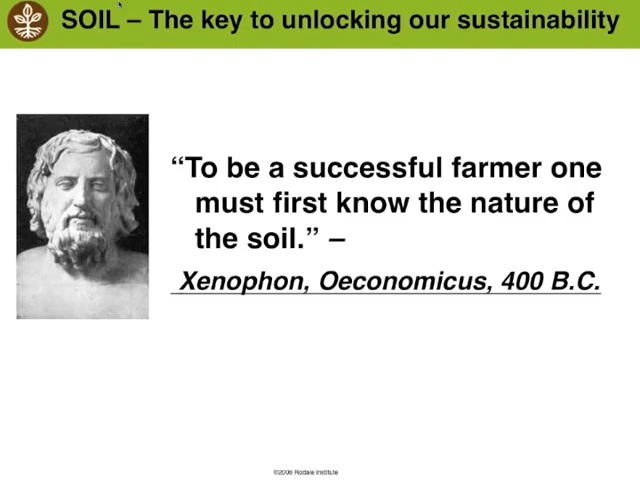 SOIL – The key to unlocking our sustainability
“To be a successful farmer one
must first know the nature of
the soil.” –
Xenophon, Oeconomicus, 400 B.C.
©2008 Rodale Institute